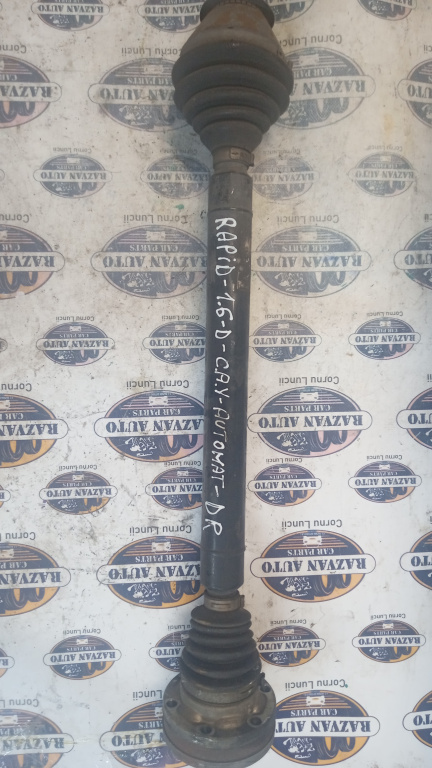 RAPID-1.6-D-CAY-AUTOMAT-DR
Cornu Luncii
RAZVAN AUTO
CAR PARTS